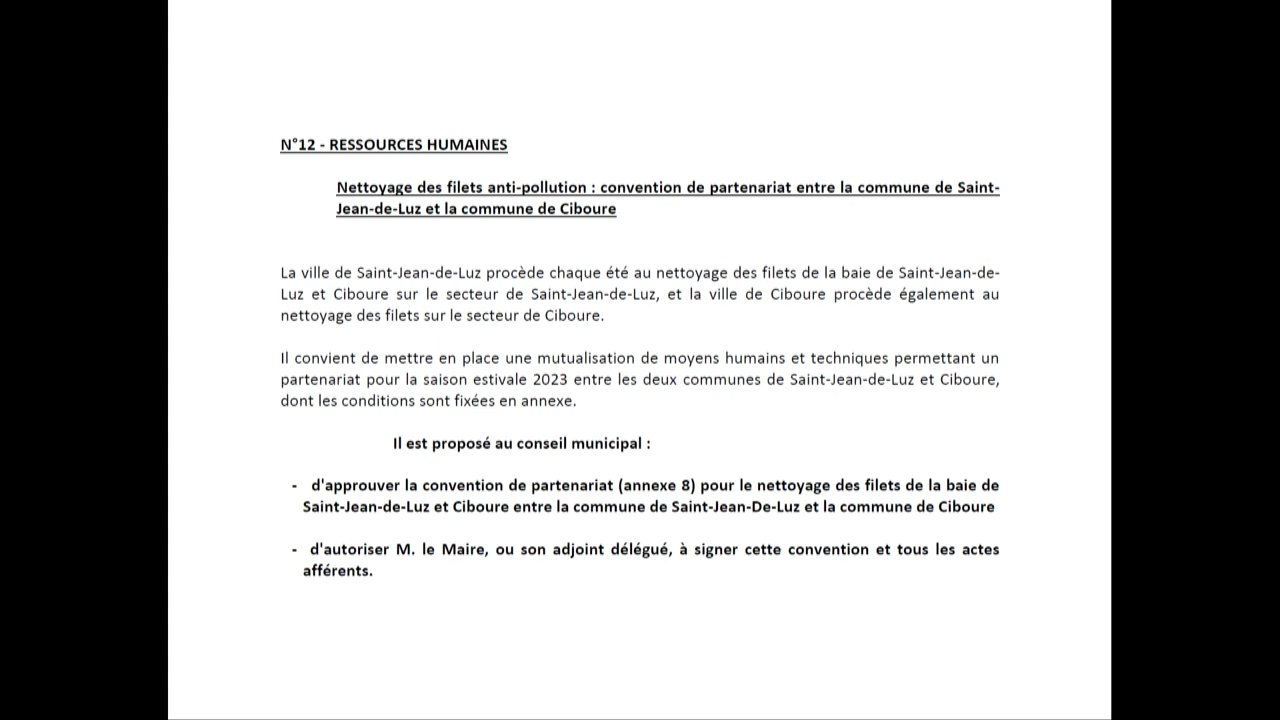 N°12 - RESSOURCES HUMAINES
Nettoyage des filets anti-pollution : convention de partenariat entre la commune de Saint-
Jean-de-Luz et la commune de Ciboure
La ville de Saint-Jean-de-Luz procède chaque été au nettoyage des filets de la baie de Saint-Jean-de-
Luz et Ciboure sur le secteur de Saint-Jean-de-Luz, et la ville de Ciboure procède également au
nettoyage des filets sur le secteur de Ciboure.
Il convient de mettre en place une mutualisation de moyens humains et techniques permettant un
partenariat pour la saison estivale 2023 entre les deux communes de Saint-Jean-de-Luz et Ciboure,
dont les conditions sont fixées en annexe.
Il est proposé au conseil municipal :
- d'approuver la convention de partenariat (annexe 8) pour le nettoyage des filets de la baie de
Saint-Jean-de-Luz et Ciboure entre la commune de Saint-Jean-De-Luz et la commune de Ciboure
- d'autoriser M. le Maire, ou son adjoint délégué, à signer cette convention et tous les actes
afférents.